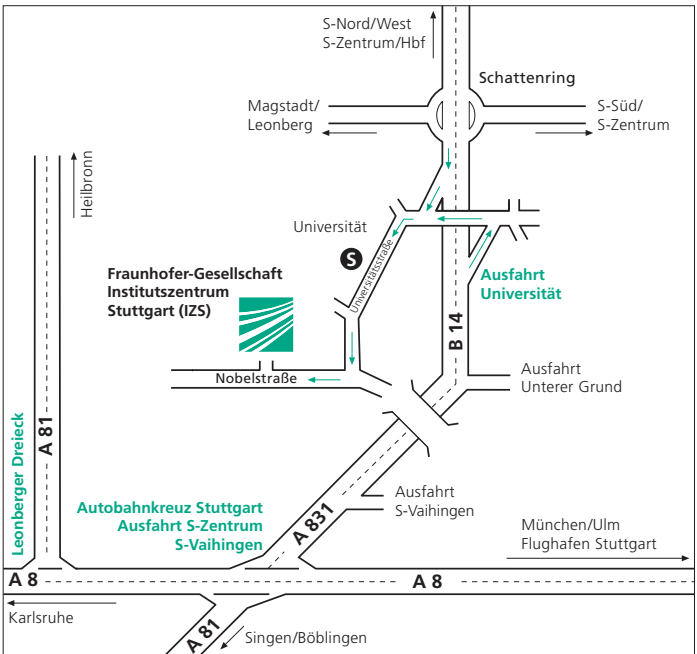 S-Nord/West
S-Zentrum/Hbf
Schattenring
Magstadt/
Leonberg
S-Süd/
S-Zentrum
Heilbronn
Universität
S
Universitätsstraße
Fraunhofer-Gesellschaft
Institutszentrum
Stuttgart (IZS)
Ausfahrt
Universität
B 14
Nobelstraße
Ausfahrt
Unterer Grund
A 81
Leonberger Dreieck
Autobahnkreuz Stuttgart
Ausfahrt S-Zentrum
S-Vaihingen
A 831
Ausfahrt
S-Vaihingen
München/Ulm
Flughafen Stuttgart
A 8
A 8
Karlsruhe
A 81
Singen/Böblingen